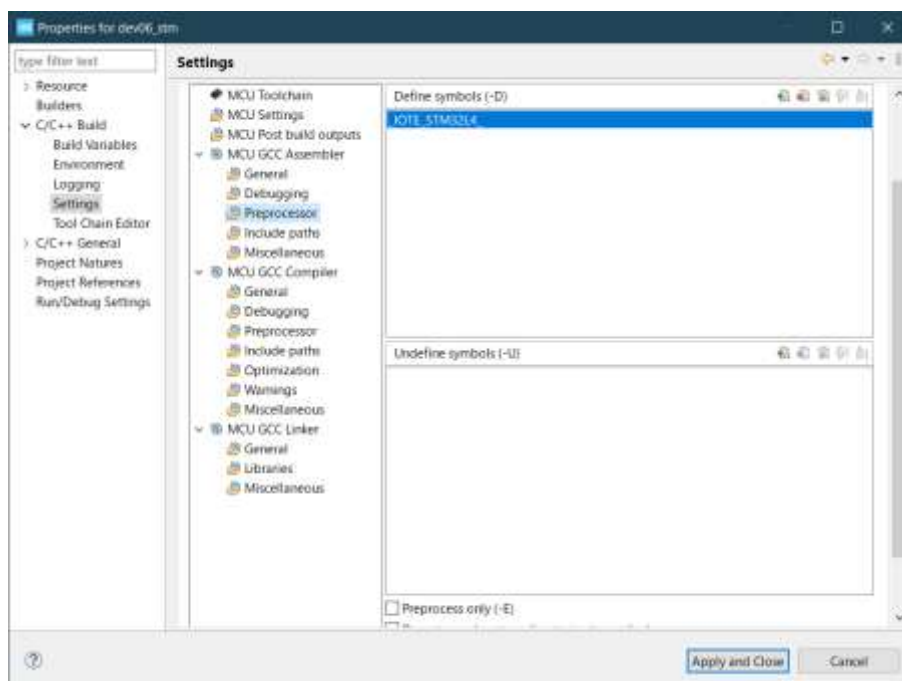 Properties for dev06_stm
type filter text
Settings
Resource
Builders
C/C++ Build
Build Variables
Environment
Logging
Settings
Tool Chain Editor
C/C++ General
Project Natures
Project References
Run/Debug Settings
MCU Toolchain
MCU Settings
MCU Post build outputs
MCU GCC Assembler
General
Debugging
Preprocessor
Include paths
Miscellaneous
MCU GCC Compiler
General
Debugging
Preprocessor
Include paths
Optimization
Warnings
Miscellaneous
MCU GCC Linker
General
Libraries
Miscellaneous
Define symbols (-D)
Undefine symbols (-U)
Preprocess only (-E)
Apply and Close
Cancel